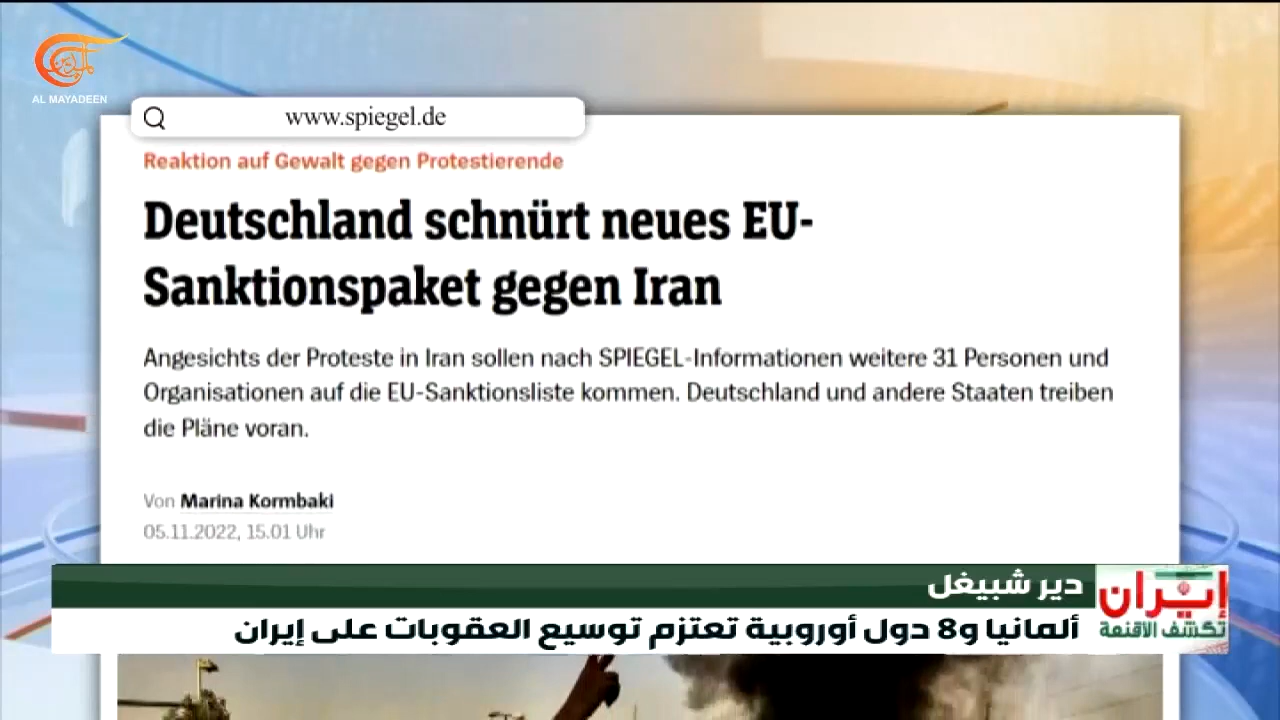 AL MAYADEEN
www.spiegel.de
Reaktion auf Gewalt gegen Protestierende
Deutschland schnürt neues EU-
Sanktionspaket gegen Iran
Angesichts der Proteste in Iran sollen nach SPIEGEL-Informationen weitere 31 Personen und
Organisationen auf die EU-Sanktionsliste kommen. Deutschland und andere Staaten treiben
die Pläne voran.
Von Marina Kormbaki
05.11.2022, 15.01 Uhr
إيران
تكشف الأقنعة
دير شبيغل
ألمانيا و8 دول أوروبية تعتزم توسيع العقوبات على إيران